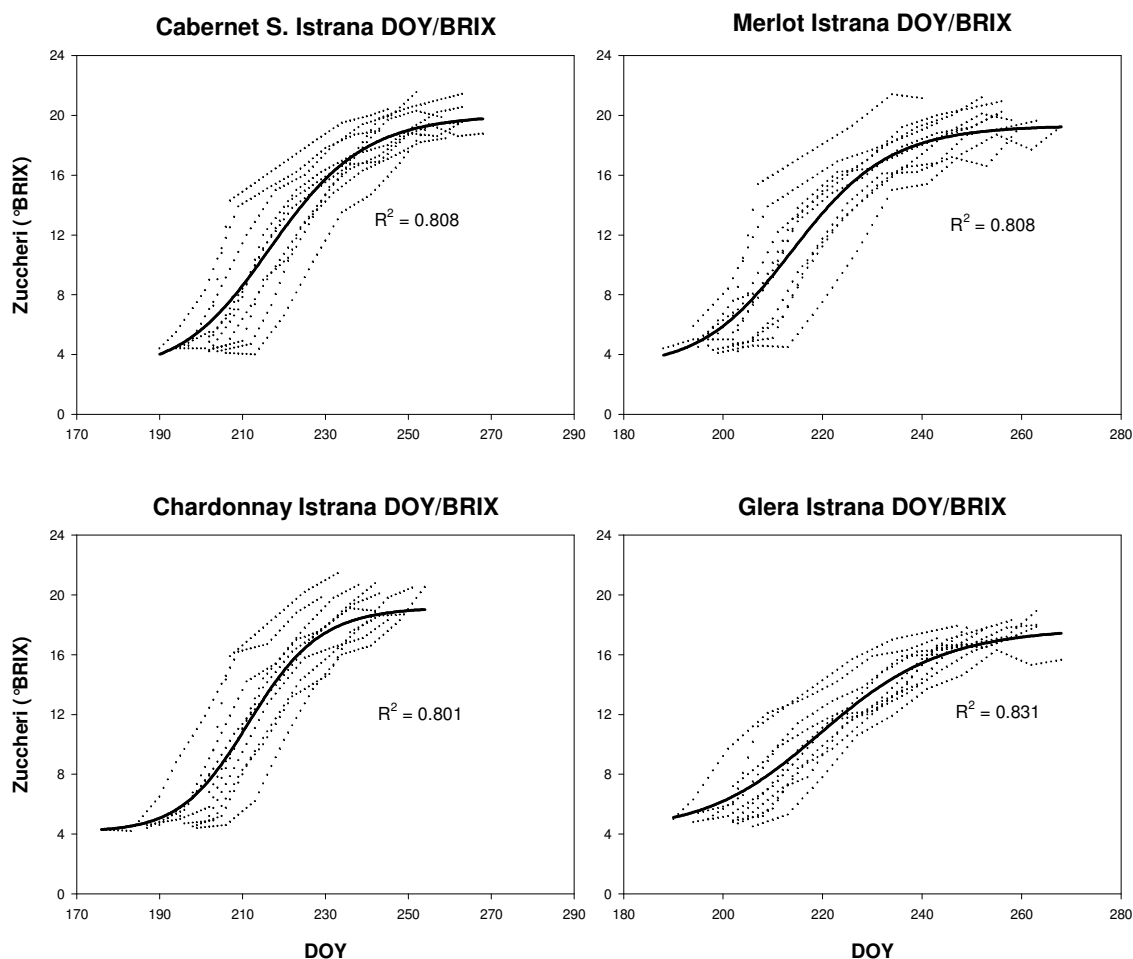 Cabernet S. Istrana DOY/BRIX
24
20
16
12
8
4
0
Zuccheri (°BRIX)
R² = 0.808
170 190 210 230 250 270 290
Merlot Istrana DOY/BRIX
24
20
16
12
8
4
0
R² = 0.808
180 200 220 240 260 280
Chardonnay Istrana DOY/BRIX
24
20
16
12
8
4
0
Zuccheri (°BRIX)
R² = 0.801
170 190 210 230 250 270 290
DOY
Glera Istrana DOY/BRIX
24
20
16
12
8
4
0
R² = 0.831
180 200 220 240 260 280
DOY